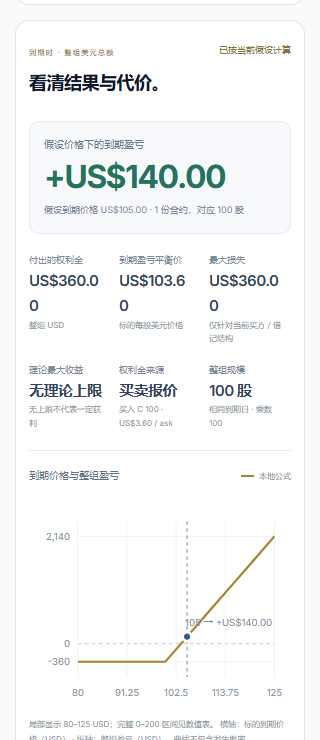 到期时 · 整组美元总额
已按当前假设计算
看清结果与代价。
假设价格下的到期盈亏
+US$140.00
假设到期价格 US$105.00 · 1 份合约，对应 100 股
付出的权利金 到期盈亏平衡价 最大损失
US$360.0 US$103.6 US$360.0
0 0 0
整组 USD 标的每股美元价格 仅针对当前买方 / 借
记结构
理论最大收益 权利金来源 整组规模
无理论上限 买卖报价 100 股
无上限不代表一定获 买入 C 100 · 相同到期日 · 乘数
利 US$3.60 / ask 100
到期价格与整组盈亏 本地公式
2,140
105 → +US$140.00
0
-360
80 91.25 102.5 113.75 125
局部显示 80–125 USD；完整 0–200 区间见数值表。 横轴：标的到期价
格（USD） · 纵轴：整组盈亏（USD）。 曲线不包含发生概率。